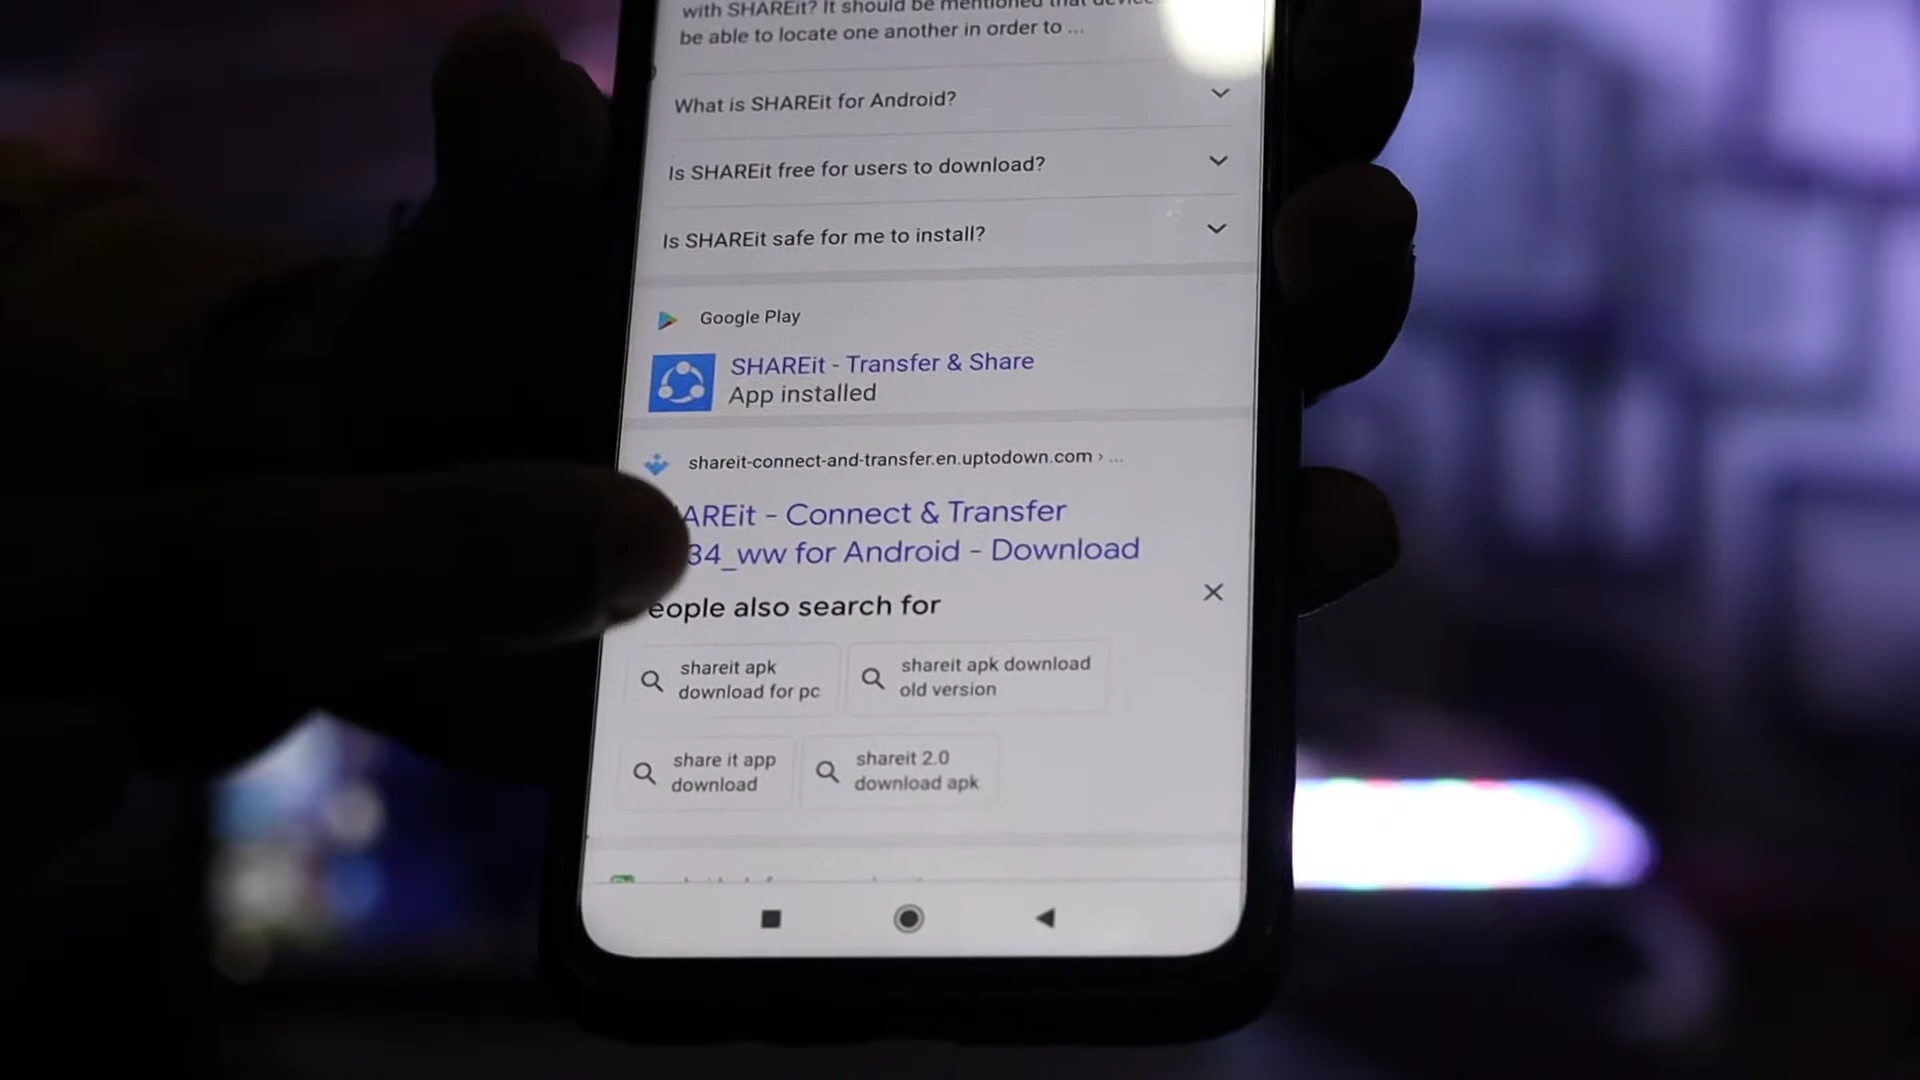 with SHAREit? It should be mentioned that
be able to locate one another in order to ...
What is SHAREit for Android?
Is SHAREit free for users to download?
Is SHAREit safe for me to install?
Google Play
SHAREit - Transfer & Share
App installed
shareit-connect-and-transfer.en.uptodown.com › ...
AREit - Connect & Transfer
34_ww for Android - Download
eople also search for
shareit apk
download for pc
shareit apk download
old version
share it app
download
shareit 2.0
download apk